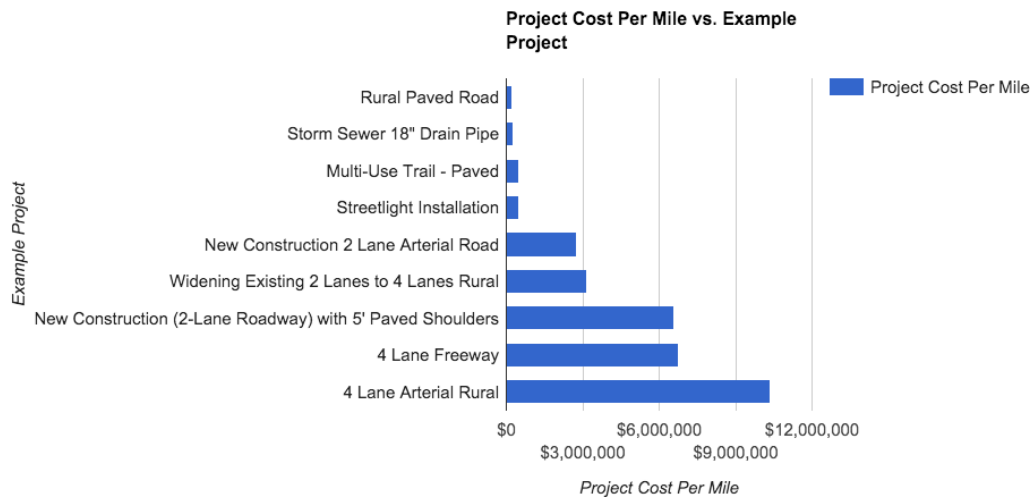 Project Cost Per Mile vs. Example
Project
Project Cost Per Mile
Example Project
Rural Paved Road
Storm Sewer 18" Drain Pipe
Multi-Use Trail - Paved
Streetlight Installation
New Construction 2 Lane Arterial Road
Widening Existing 2 Lanes to 4 Lanes Rural
New Construction (2-Lane Roadway) with 5' Paved Shoulders
4 Lane Freeway
4 Lane Arterial Rural
$0 $6,000,000 $12,000,000
$3,000,000 $9,000,000
Project Cost Per Mile